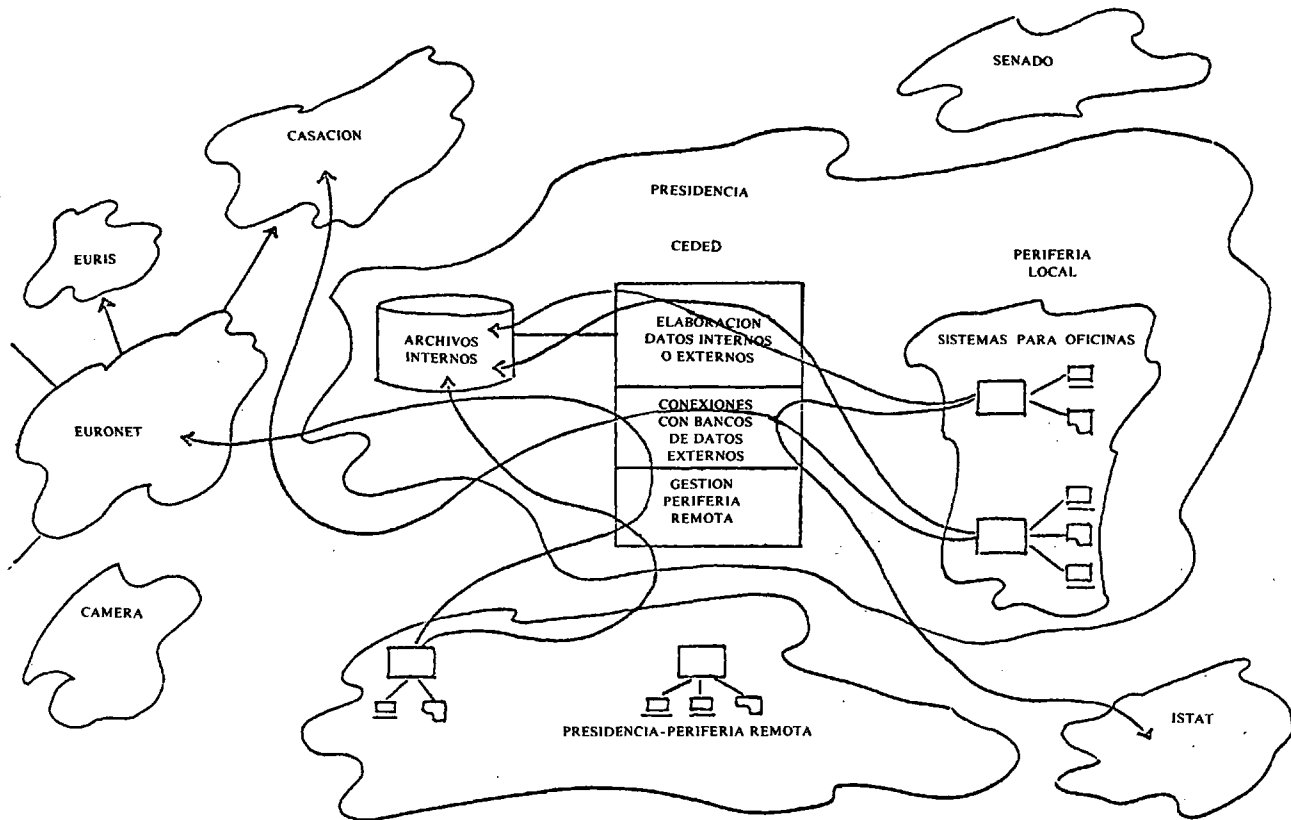 SENADO
CASACION
PRESIDENCIA
CEDED
EURIS
PERIFERIA
LOCAL
ARCHIVOS
INTERNOS
ELABORACION
DATOS INTERNOS
O EXTERNOS
SISTEMAS PARA OFICINAS
CONEXIONES
CON BANCOS
DE DATOS
EXTERNOS
EURONET
GESTION
PERIFERIA
REMOTA
CAMERA
PRESIDENCIA-PERIFERIA REMOTA
ISTAT